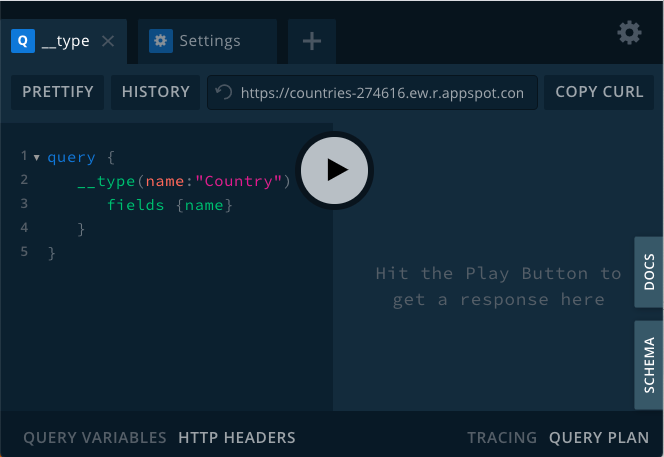 Q __type × Settings +
PRETTIFY HISTORY https://countries-274616.ew.r.appspot.con COPY CURL
1 ▾ query {
2 __type(name:"Country")
3 fields {name}
4 }
5 }
Hit the Play Button to
get a response here
DOCS
SCHEMA
QUERY VARIABLES HTTP HEADERS TRACING QUERY PLAN